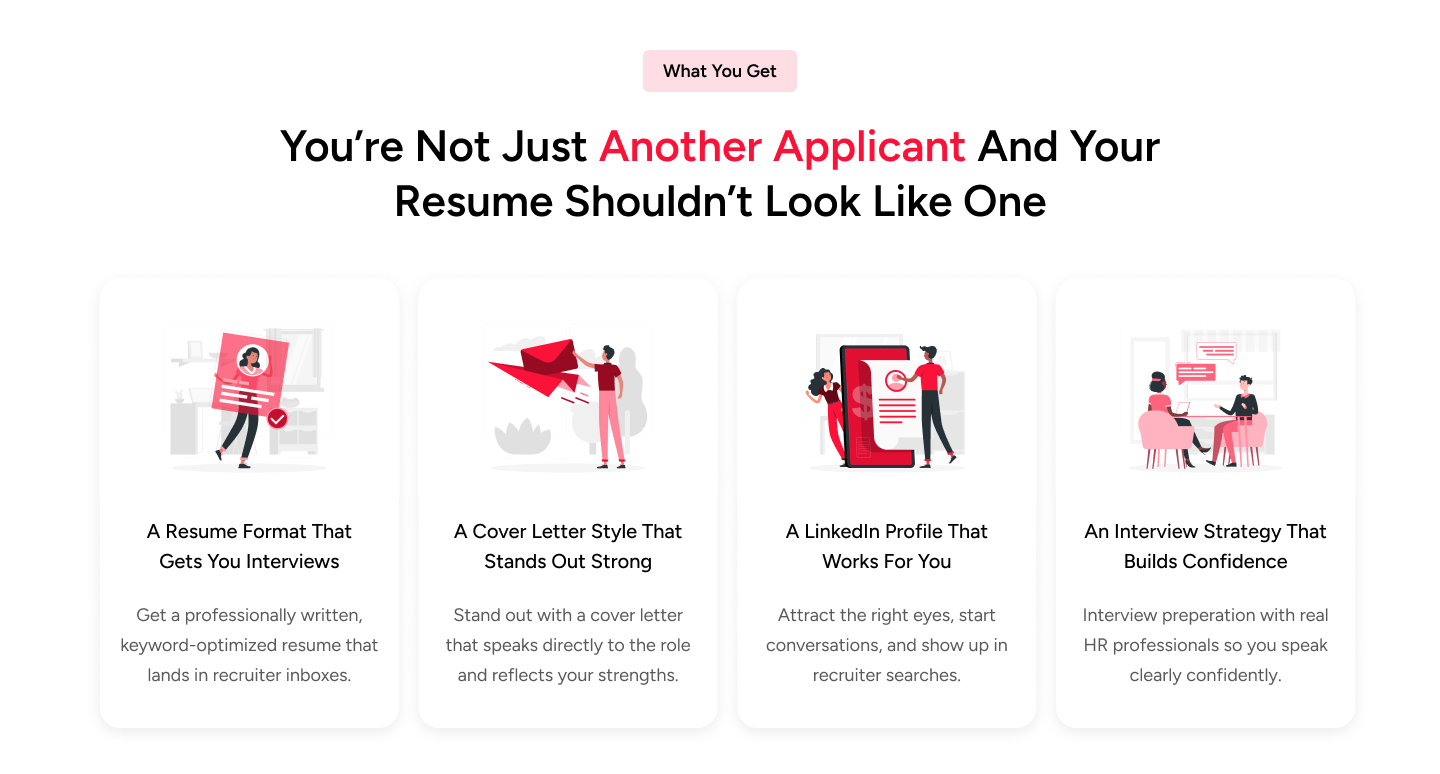 What You Get
You’re Not Just Another Applicant And Your
Resume Shouldn’t Look Like One
A Resume Format That
Gets You Interviews
Get a professionally written,
keyword-optimized resume that
lands in recruiter inboxes.
A Cover Letter Style That
Stands Out Strong
Stand out with a cover letter
that speaks directly to the role
and reflects your strengths.
$
A LinkedIn Profile That
Works For You
Attract the right eyes, start
conversations, and show up in
recruiter searches.
An Interview Strategy That
Builds Confidence
Interview preperation with real
HR professionals so you speak
clearly confidently.